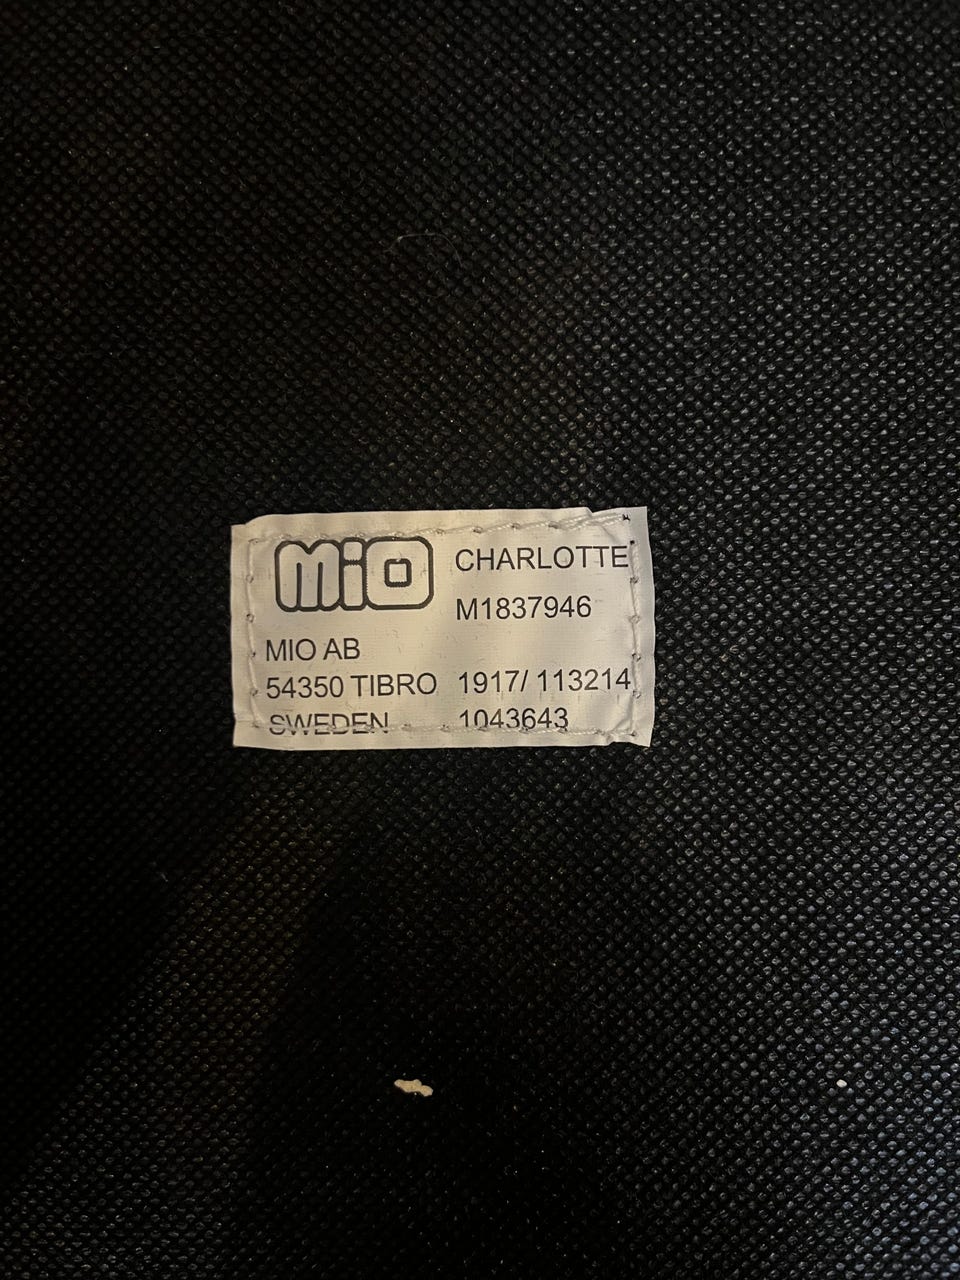 MiO
CHARLOTTE
M1837946
MIO AB
54350 TIBRO 1917/ 113214
SWEDEN 1043643